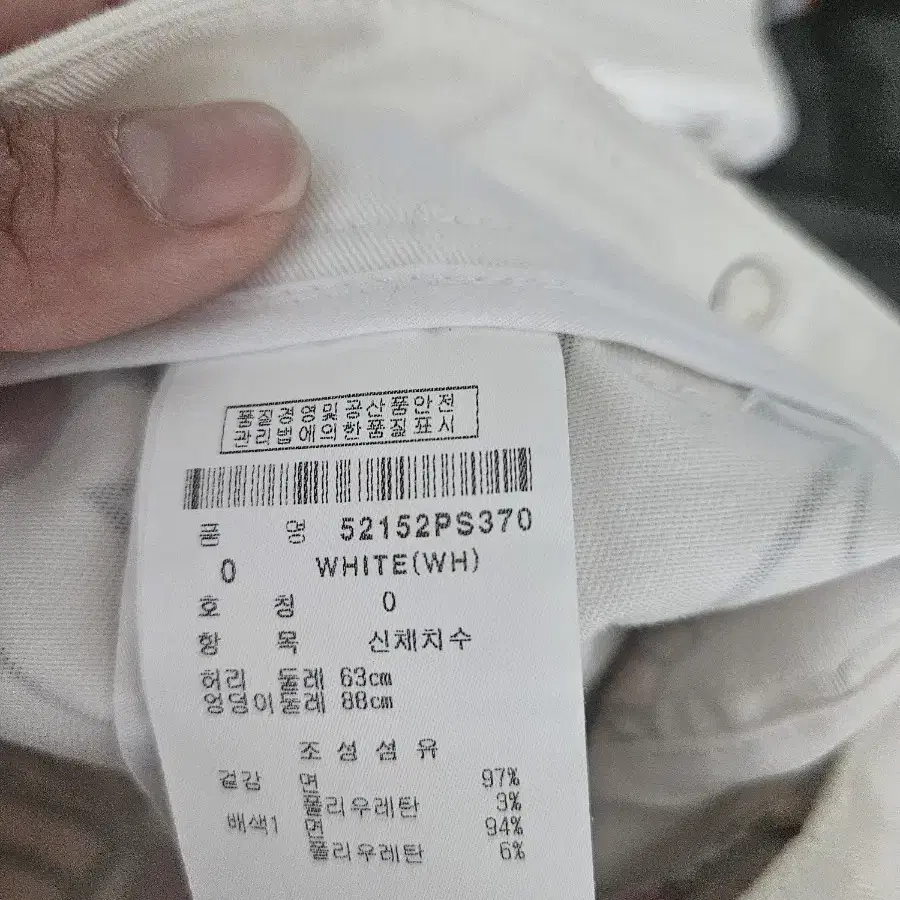 품질경영및공산품안전
관리법에의한품질표시
품 명 52152PS370
0 WHITE(WH)
호 칭 0
항 목 신체치수
허리 둘레 63cm
엉덩이둘레 88cm
조 성 섬 유
겉감 면 97%
폴리우레탄 3%
배색1 면 94%
폴리우레탄 6%